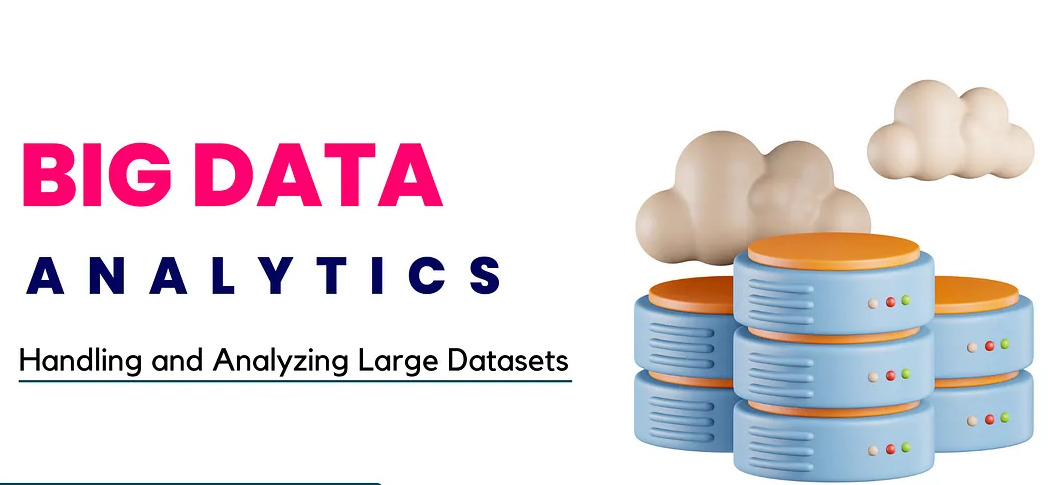 BIG DATA
ANALYTICS
Handling and Analyzing Large Datasets